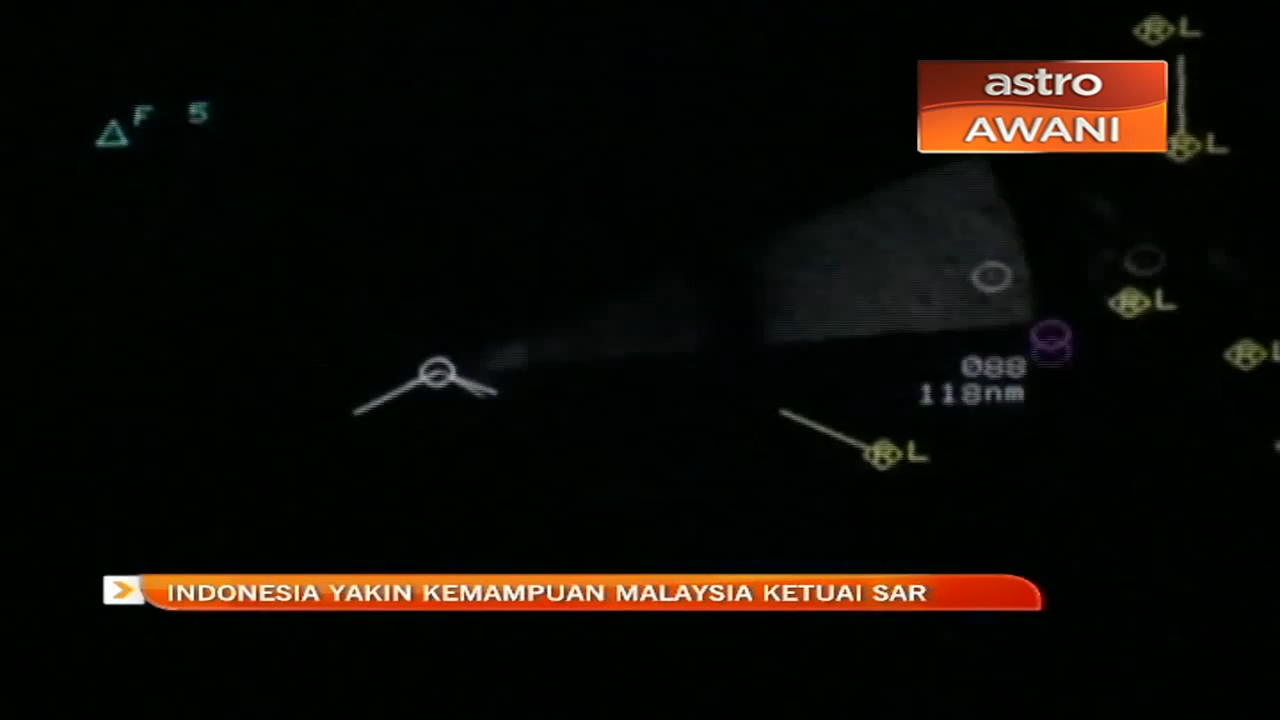 R L
astro
AWANI
F 5
R L
R L
R
088
118nm
R L
INDONESIA YAKIN KEMAMPUAN MALAYSIA KETUAI SAR